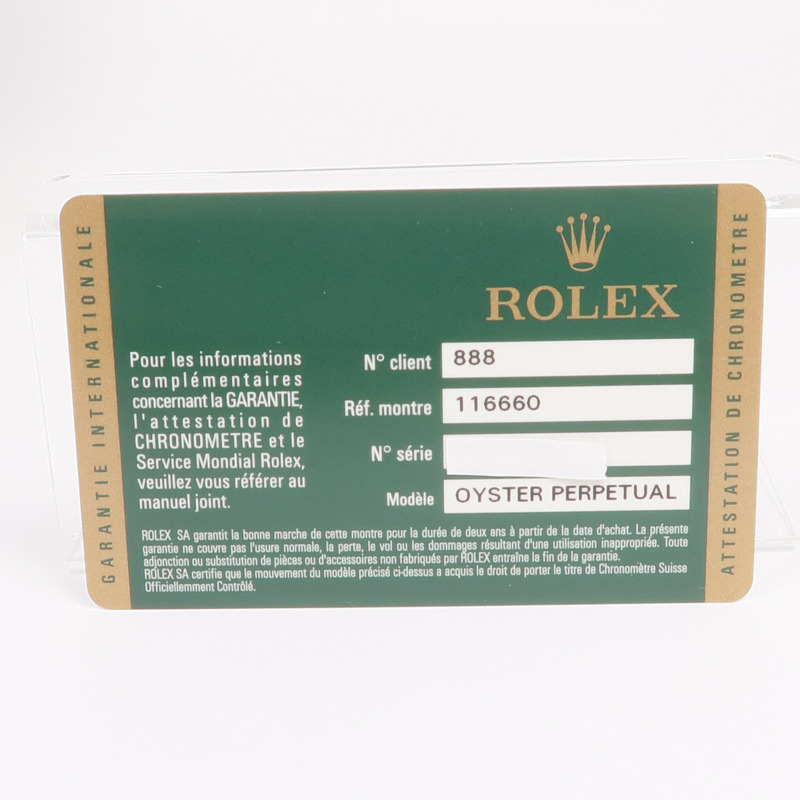 GARANTIE INTERNATIONALE
ROLEX
Pour les informations
complémentaires
concernant la GARANTIE,
l'attestation de
CHRONOMETRE et le
Service Mondial Rolex,
veuillez vous référer au
manuel joint.
N° client 888
Réf. montre 116660
N° série
Modèle OYSTER PERPETUAL
ROLEX SA garantit la bonne marche de cette montre pour la durée de deux ans à partir de la date d'achat. La présente
garantie ne couvre pas l'usure normale, la perte, le vol ou les dommages résultant d'une utilisation inappropriée. Toute
adjonction ou substitution de pièces ou d'accessoires non fabriqués par ROLEX entraîne la fin de la garantie.
ROLEX SA certifie que le mouvement du modèle précisé ci-dessus a acquis le droit de porter le titre de Chronomètre Suisse
Officiellement Contrôlé.
ATTESTATION DE CHRONOMETRE